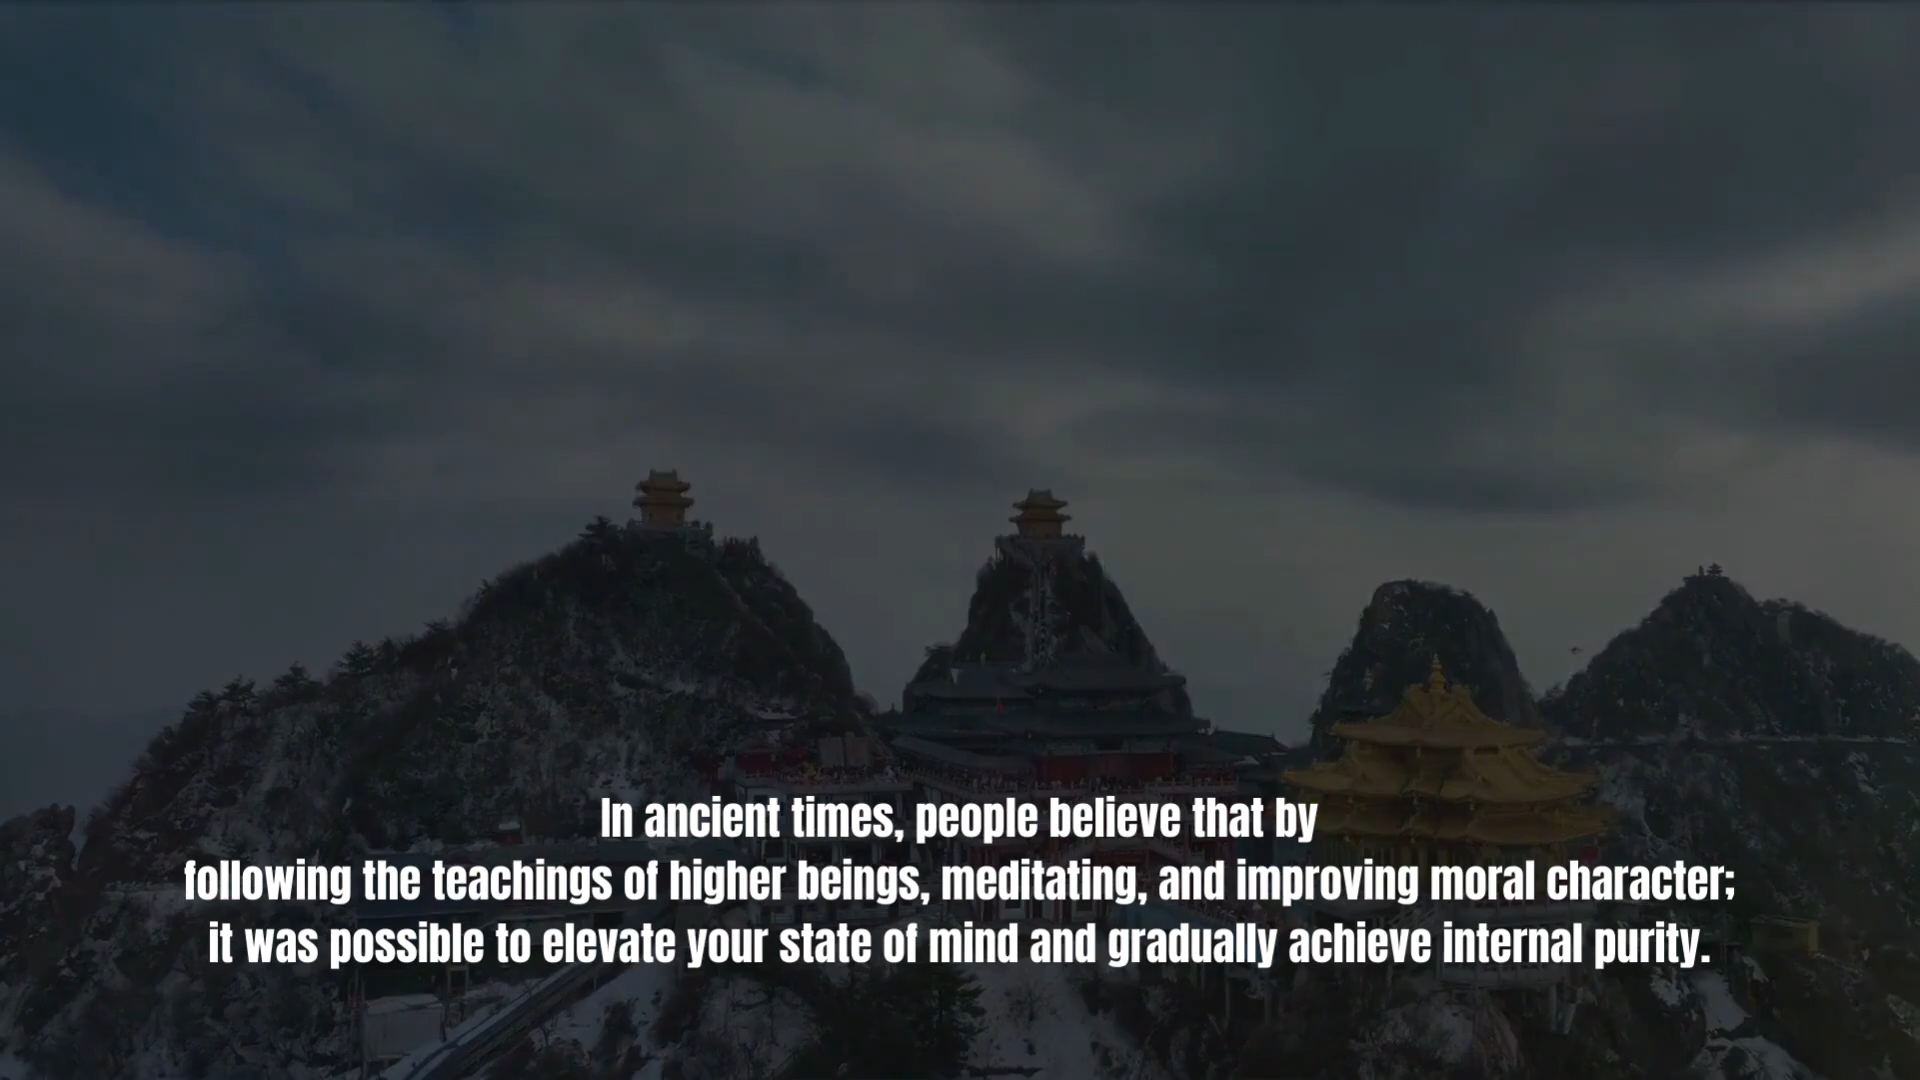 In ancient times, people believe that by
following the teachings of higher beings, meditating, and improving moral character;
it was possible to elevate your state of mind and gradually achieve internal purity.